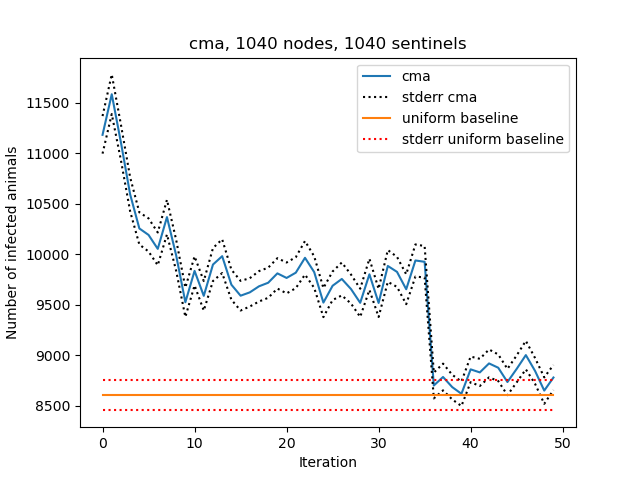 cma, 1040 nodes, 1040 sentinels
Number of infected animals
11500
11000
10500
10000
9500
9000
8500
cma
stderr cma
uniform baseline
stderr uniform baseline
0
10
20
30
40
50
Iteration